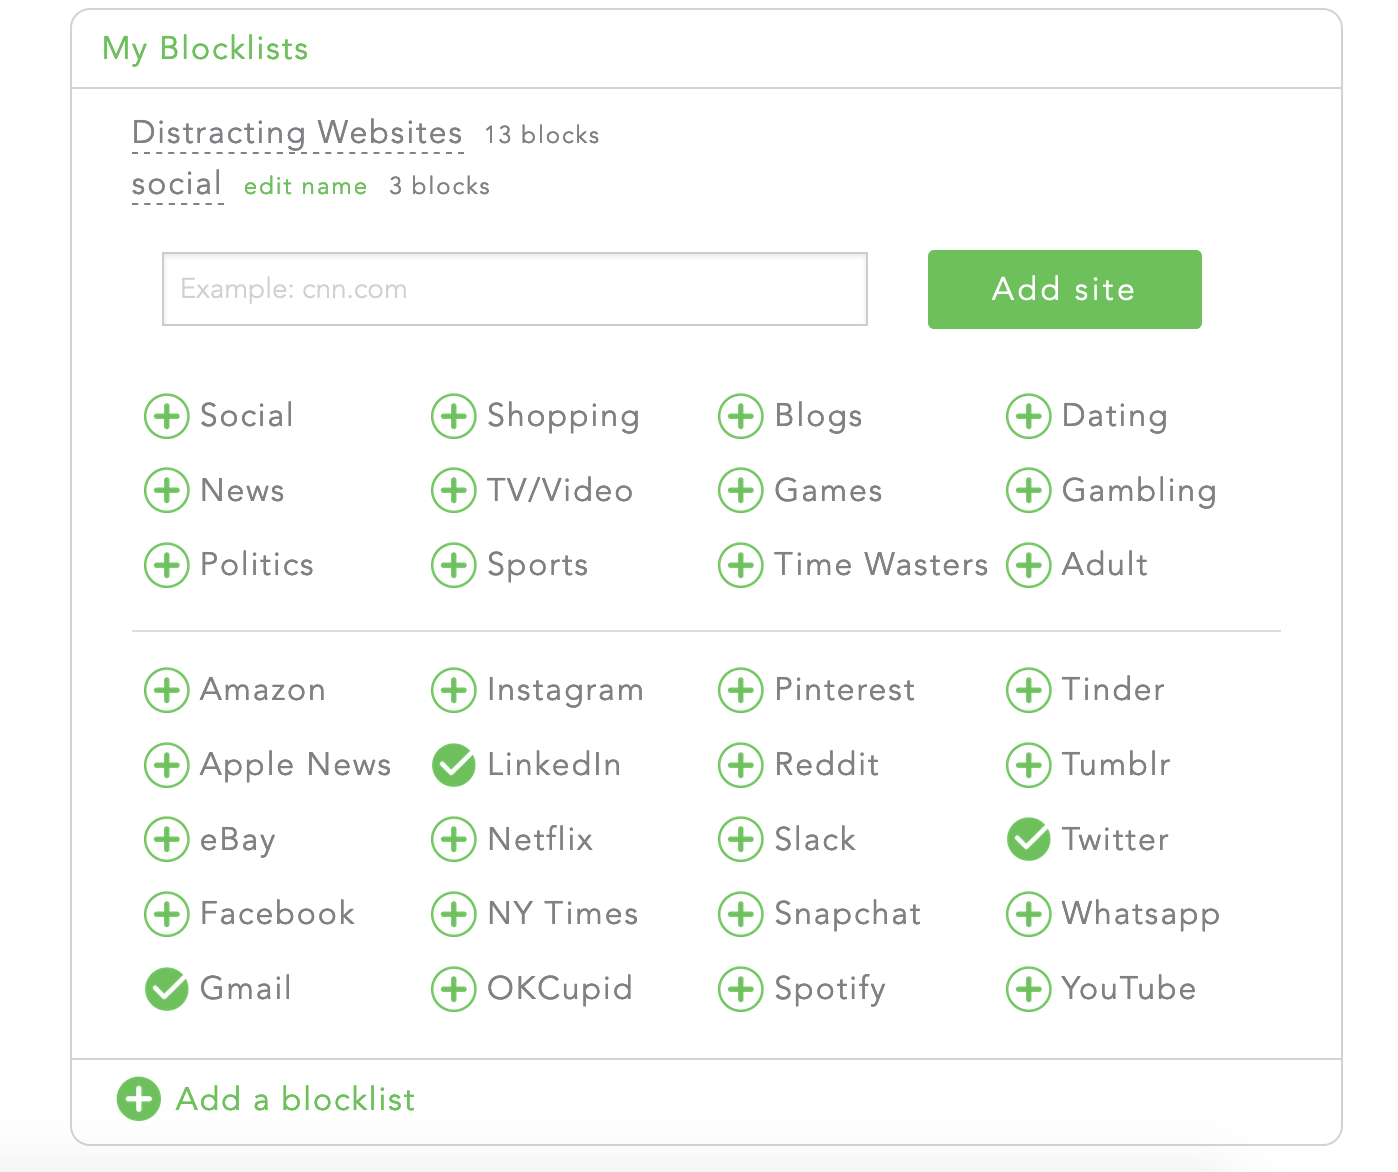 My Blocklists
Distracting Websites 13 blocks
social edit name 3 blocks
Example: cnn.com Add site
Social Shopping Blogs Dating
News TV/Video Games Gambling
Politics Sports Time Wasters Adult
Amazon Instagram Pinterest Tinder
Apple News LinkedIn Reddit Tumblr
eBay Netflix Slack Twitter
Facebook NY Times Snapchat Whatsapp
Gmail OKCupid Spotify YouTube
Add a blocklist